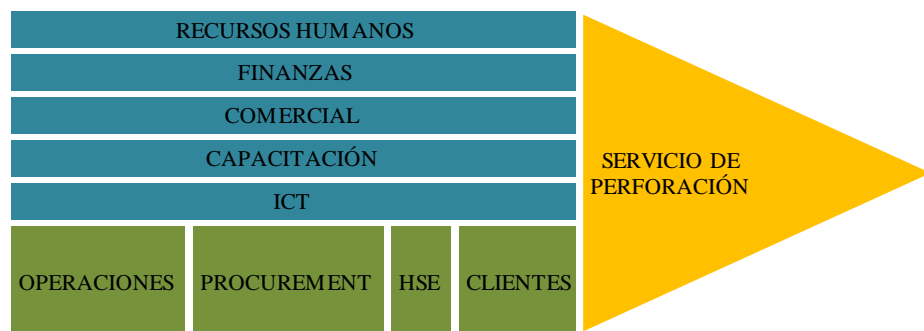 RECURSOS HUMANOS
FINANZAS
COMERCIAL
CAPACITACIÓN
ICT
SERVICIO DE
PERFORACIÓN
OPERACIONES
PROCUREMENT
HSE
CLIENTES